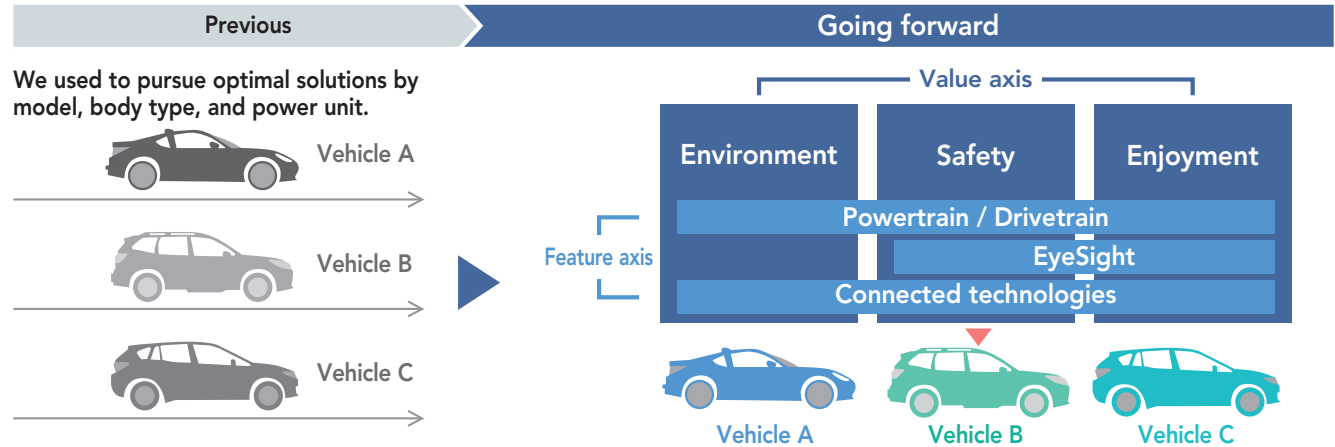 Previous
Going forward
We used to pursue optimal solutions by
model, body type, and power unit.
Vehicle A
Vehicle B
Vehicle C
Value axis
Environment
Safety
Enjoyment
Feature axis
Powertrain / Drivetrain
EyeSight
Connected technologies
Vehicle A
Vehicle B
Vehicle C